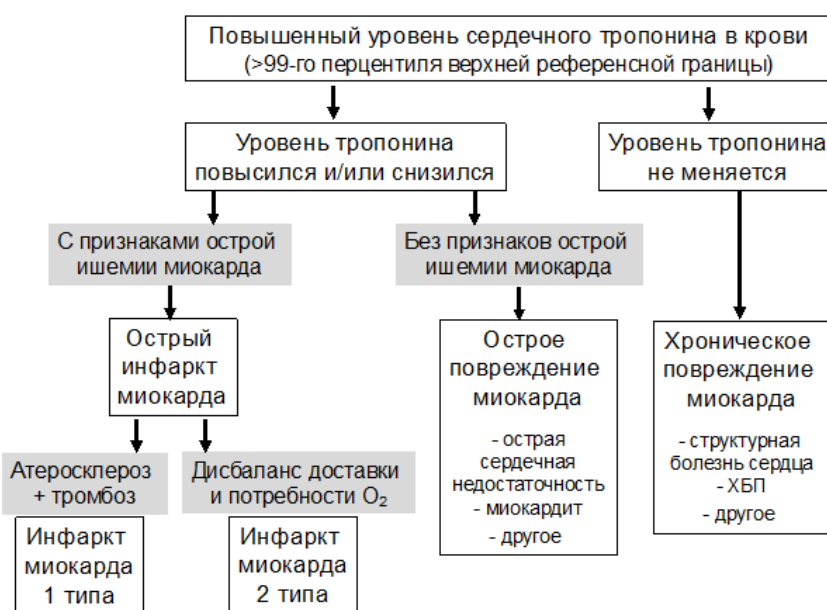 Повышенный уровень сердечного тропонина в крови
(>99-го перцентиля верхней референсной границы)
Уровень тропонина
повысился и/или снизился
Уровень тропонина
не меняется
С признаками острой
ишемии миокарда
Без признаков острой
ишемии миокарда
Острый
инфаркт
миокарда
Острое
повреждение
миокарда
- острая
сердечная
недостаточность
- миокардит
- другое
Хроническое
повреждение
миокарда
- структурная
болезнь сердца
- ХБП
- другое
Атеросклероз
+ тромбоз
Дисбаланс доставки
и потребности O₂
Инфаркт
миокарда
1 типа
Инфаркт
миокарда
2 типа